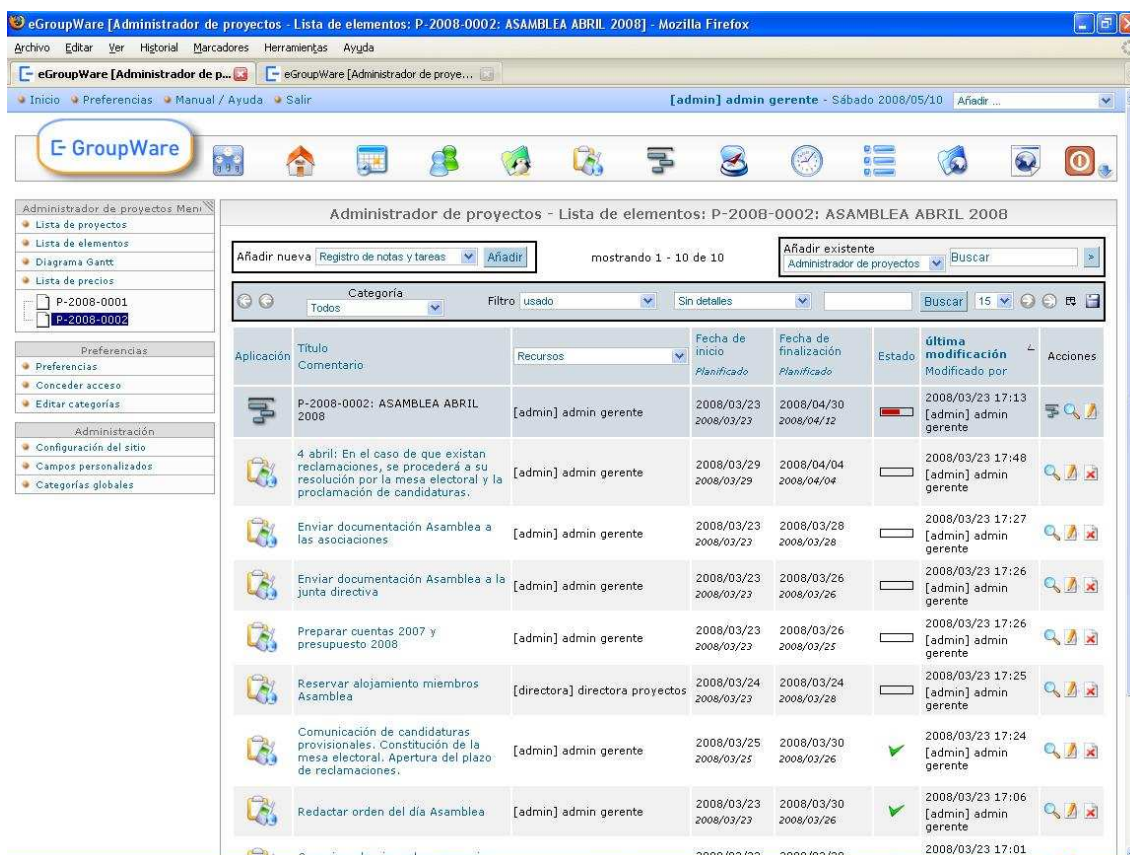 eGroupWare [Administrador de proyectos - Lista de elementos: P-2008-0002: ASAMBLEA ABRIL 2008] - Mozilla Firefox
Archivo Editar Ver Historial Marcadores Herramientas Ayuda
eGroupWare [Administrador de p... eGroupWare [Administrador de proye...
Inicio Preferencias Manual / Ayuda Salir [admin] admin gerente - Sábado 2008/05/10 Añadir ...
E- GroupWare
Administrador de proyectos Men
Lista de proyectos
Lista de elementos
Diagrama Gantt
Lista de precios
P-2008-0001
P-2008-0002
Preferencias
Preferencias
Conceder acceso
Editar categorías
Administración
Configuración del sitio
Campos personalizados
Categorías globales
Administrador de proyectos - Lista de elementos: P-2008-0002: ASAMBLEA ABRIL 2008
Añadir nueva Registro de notas y tareas Añadir mostrando 1 - 10 de 10
Añadir existente
Administrador de proyectos Buscar »
Categoría
Todos
Filtro usado Sin detalles Buscar 15
Aplicación
Título
Comentario
Recursos
Fecha de
inicio
Planificado
Fecha de
finalización
Planificado
Estado
última
modificación
Modificado por
Acciones
P-2008-0002: ASAMBLEA ABRIL
2008
[admin] admin gerente
2008/03/23
2008/03/23
2008/04/30
2008/04/12
2008/03/23 17:13
[admin] admin
gerente
4 abril: En el caso de que existan
reclamaciones, se procederá a su
resolución por la mesa electoral y la
proclamación de candidaturas.
[admin] admin gerente
2008/03/29
2008/03/29
2008/04/04
2008/04/04
2008/03/23 17:48
[admin] admin
gerente
Enviar documentación Asamblea a
las asociaciones
[admin] admin gerente
2008/03/23
2008/03/23
2008/03/28
2008/03/28
2008/03/23 17:27
[admin] admin
gerente
Enviar documentación Asamblea a la
junta directiva
[admin] admin gerente
2008/03/23
2008/03/23
2008/03/26
2008/03/26
2008/03/23 17:26
[admin] admin
gerente
Preparar cuentas 2007 y
presupuesto 2008
[admin] admin gerente
2008/03/23
2008/03/23
2008/03/26
2008/03/25
2008/03/23 17:26
[admin] admin
gerente
Reservar alojamiento miembros
Asamblea
[directora] directora proyectos
2008/03/24
2008/03/23
2008/03/24
2008/03/28
2008/03/23 17:25
[admin] admin
gerente
Comunicación de candidaturas
provisionales. Constitución de la
mesa electoral. Apertura del plazo
de reclamaciones.
[admin] admin gerente
2008/03/25
2008/03/25
2008/03/30
2008/03/26
2008/03/23 17:24
[admin] admin
gerente
Redactar orden del día Asamblea
[admin] admin gerente
2008/03/23
2008/03/23
2008/03/30
2008/03/26
2008/03/23 17:06
[admin] admin
gerente
2008/03/23 17:01